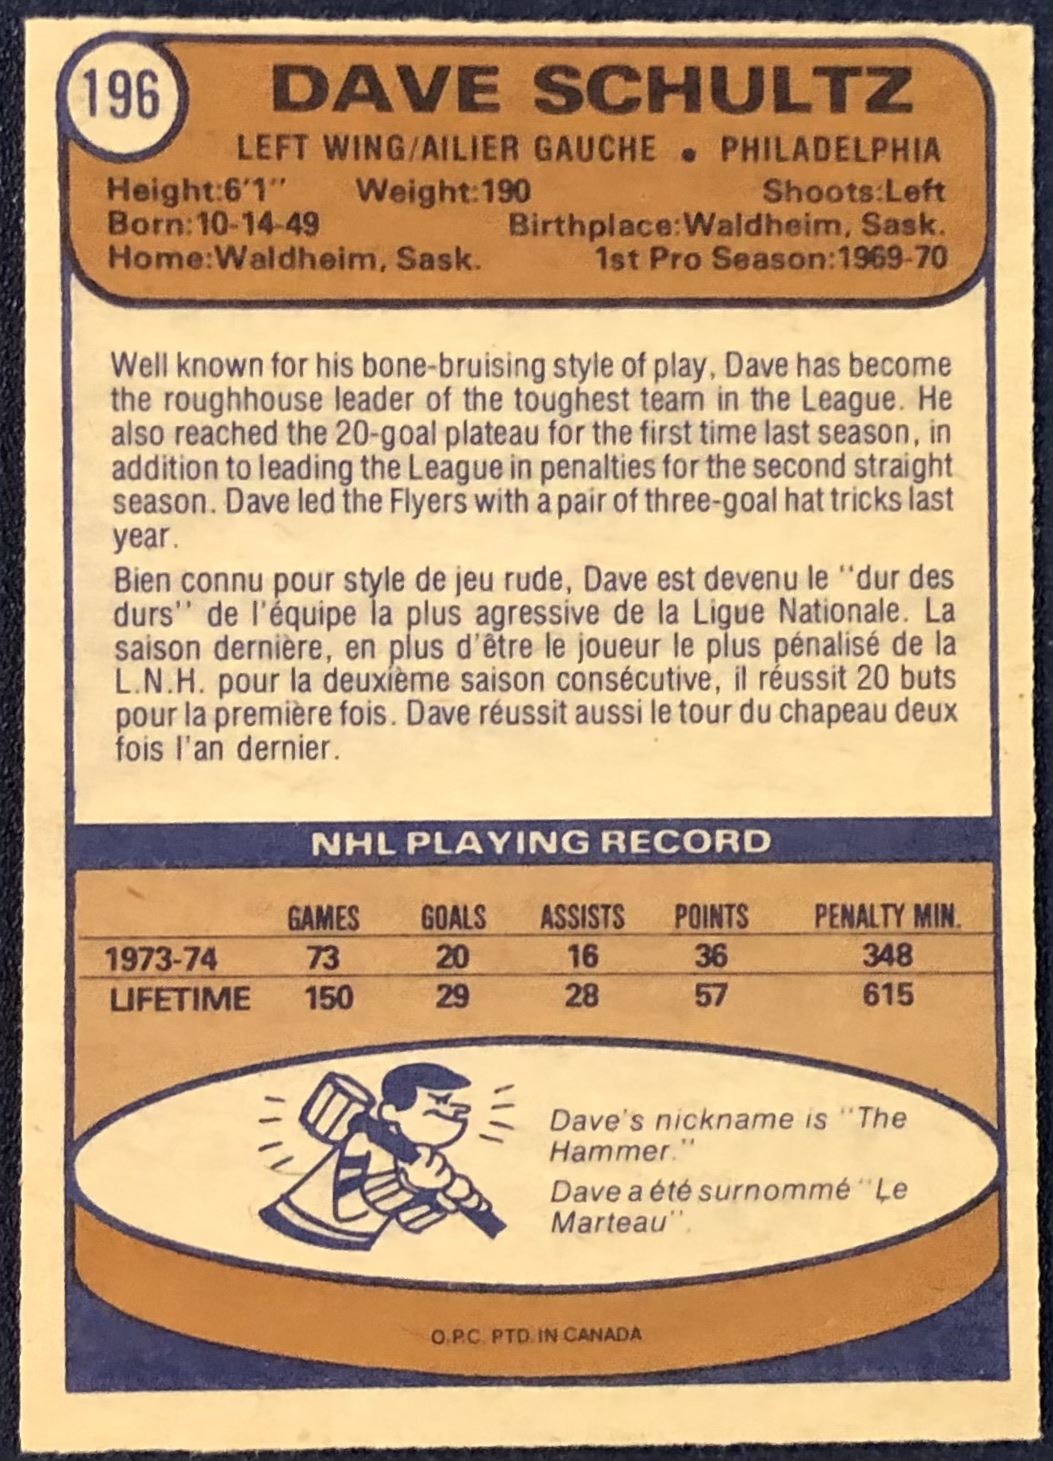 196
DAVE SCHULTZ
LEFT WING/AILIER GAUCHE • PHILADELPHIA
Height:6'1" Weight:190 Shoots:Left
Born:10-14-49 Birthplace:Waldheim, Sask.
Home:Waldheim, Sask. 1st Pro Season:1969-70
Well known for his bone-bruising style of play, Dave has become
the roughhouse leader of the toughest team in the League. He
also reached the 20-goal plateau for the first time last season, in
addition to leading the League in penalties for the second straight
season. Dave led the Flyers with a pair of three-goal hat tricks last
year.
Bien connu pour style de jeu rude, Dave est devenu le "dur des
durs" de l'équipe la plus agressive de la Ligue Nationale. La
saison dernière, en plus d'être le joueur le plus pénalisé de la
L.N.H. pour la deuxième saison consécutive, il réussit 20 buts
pour la première fois. Dave réussit aussi le tour du chapeau deux
fois l'an dernier.
NHL PLAYING RECORD
GAMES GOALS ASSISTS POINTS PENALTY MIN.
1973-74 73 20 16 36 348
LIFETIME 150 29 28 57 615
Dave's nickname is "The
Hammer."
Dave a été surnommé "Le
Marteau".
O.P.C. PTD. IN CANADA